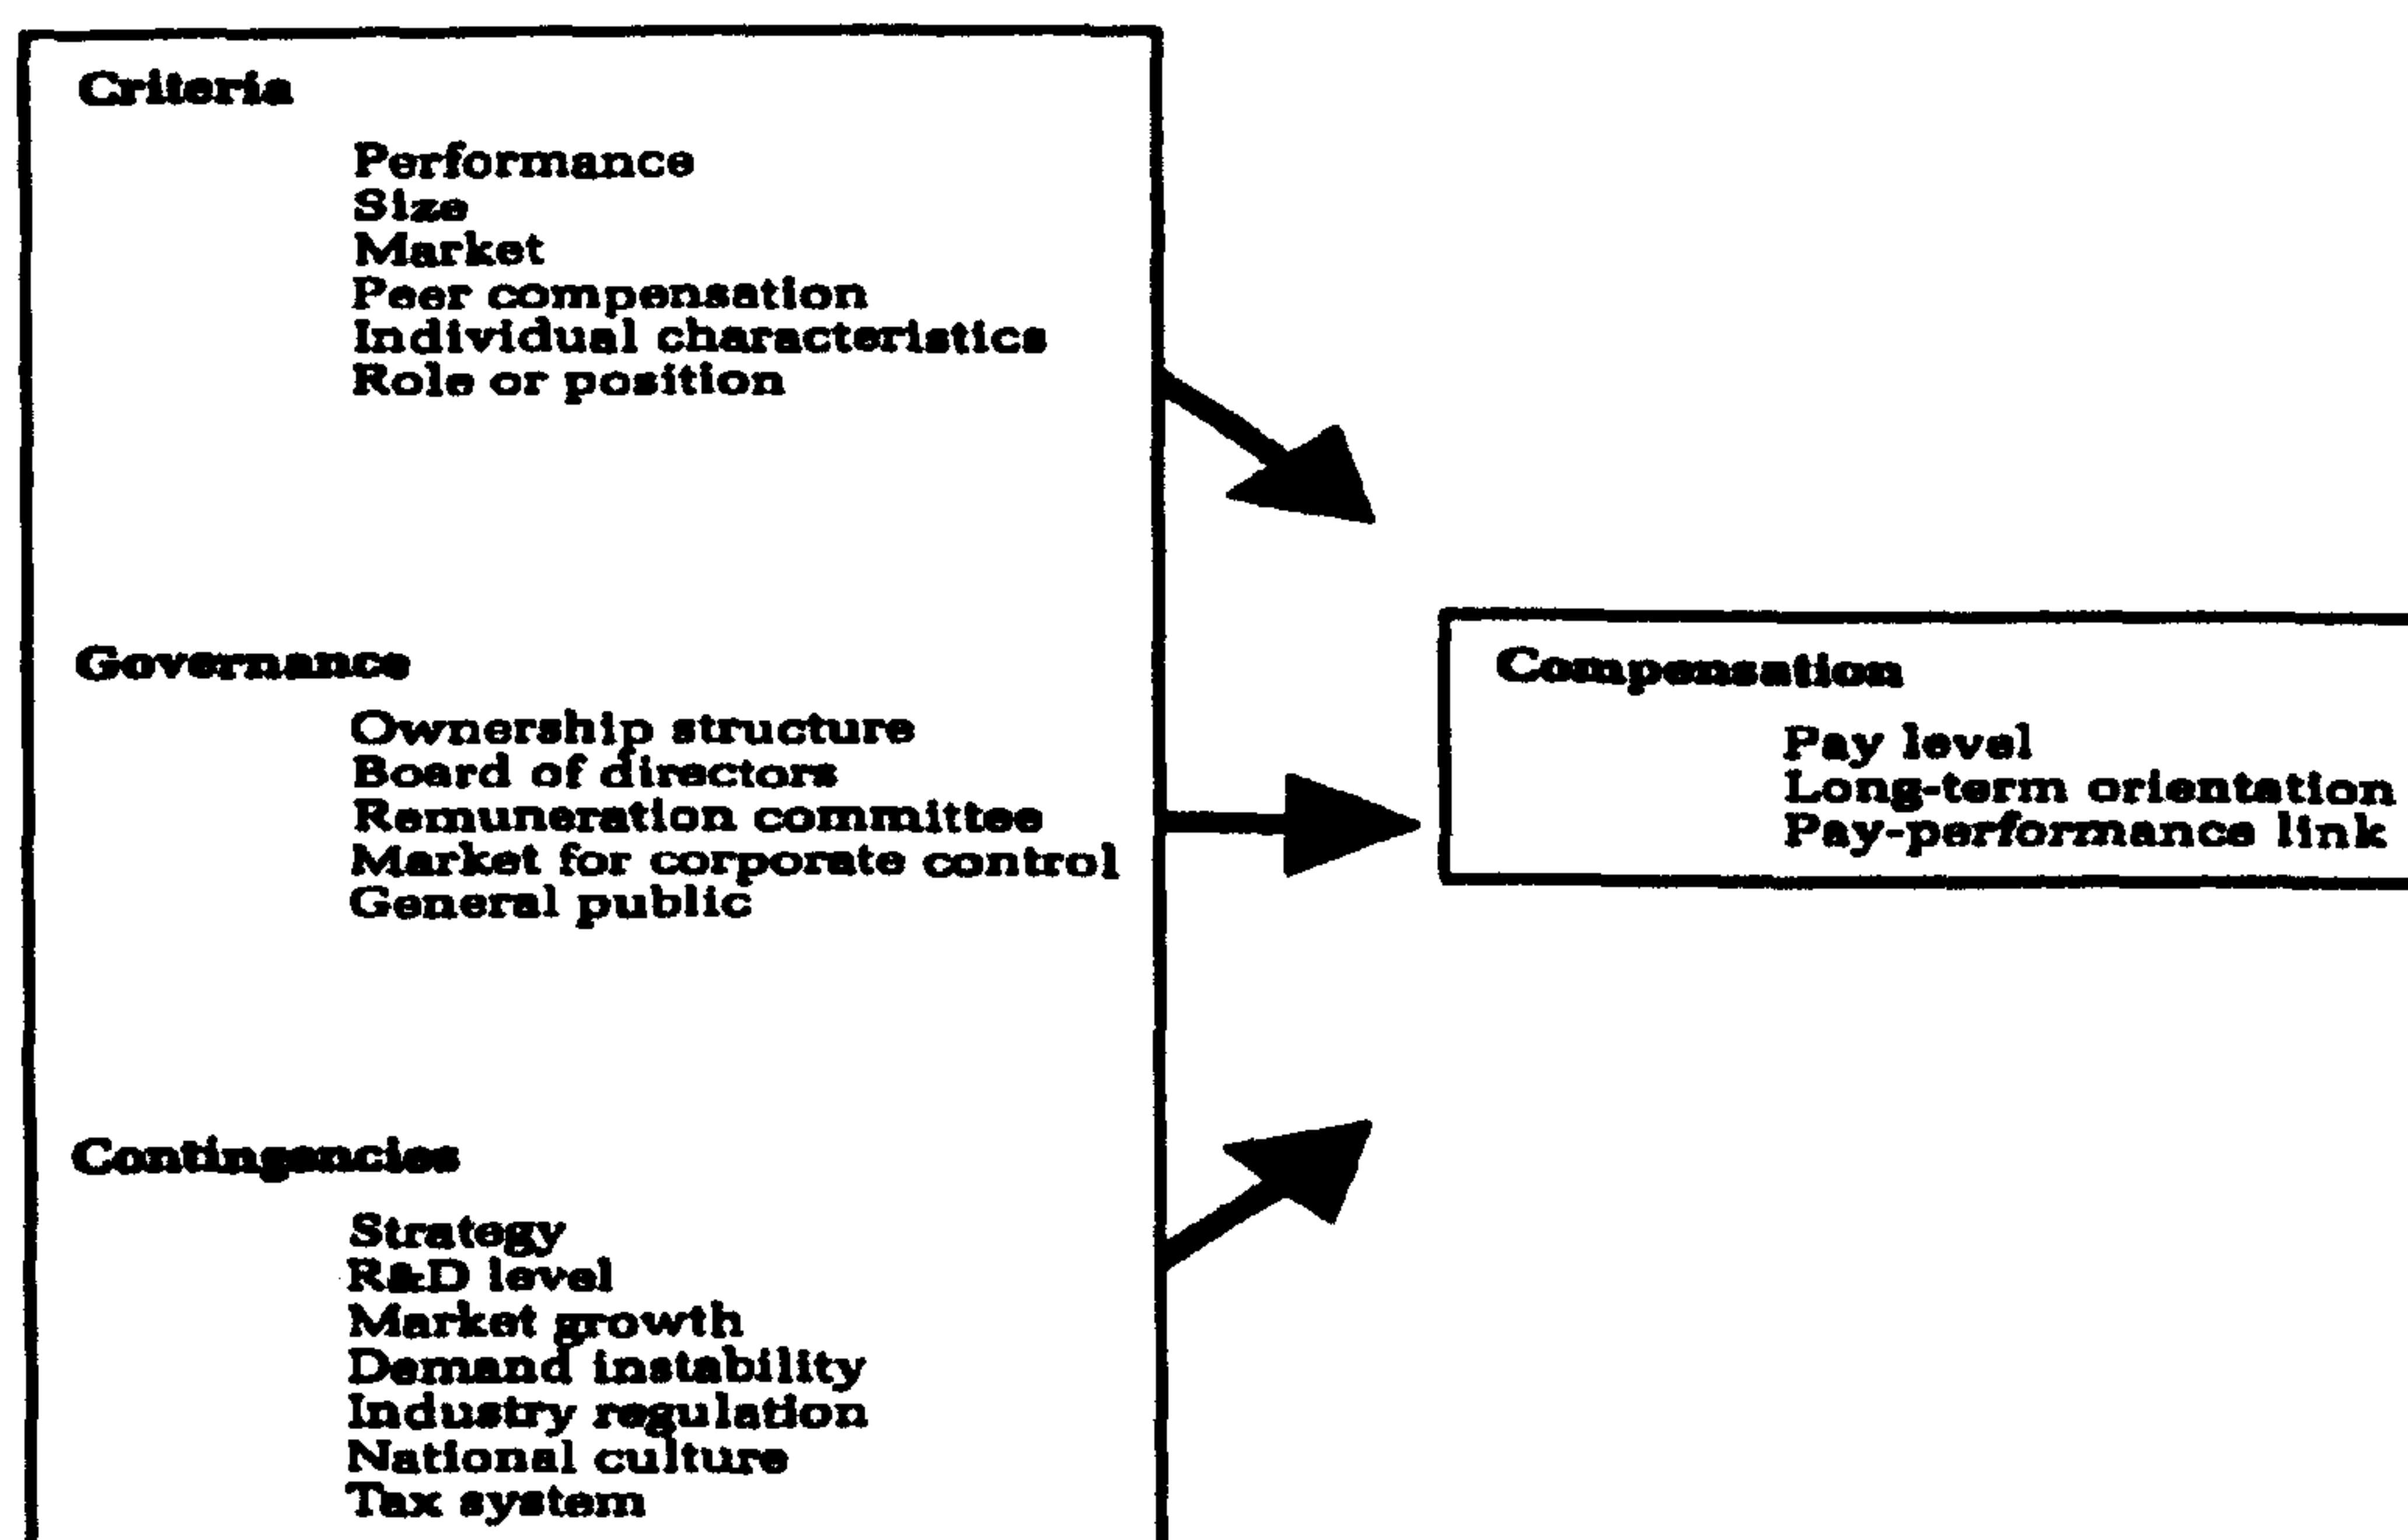 Criteria
Performance
Size
Market
Peer compensation
Individual characteristics
Role or position
Governance
Ownership structure
Board of directors
Remuneration committee
Market for corporate control
General public
Contingencies
Strategy
R&D level
Market growth
Demand instability
Industry regulation
National culture
Tax system
Compensation
Pay level
Long-term orientation
Pay-performance link